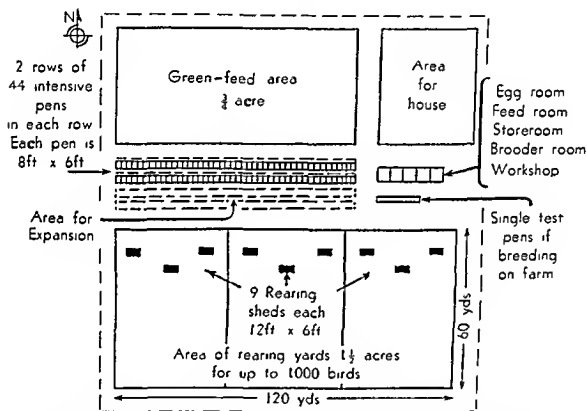 N
2 rows of
44 intensive
pens
in each row
Each pen is
8ft x 6ft
Green-feed area
3/4 acre
Area
for
house
Egg room
Feed room
Storeroom
Brooder room
Workshop
Area for
Expansion
Single test
pens if
breeding
on farm
9 Rearing
sheds each
12ft x 6ft
Area of rearing yards 1 1/2 acres
for up to 1000 birds
60 yds
120 yds